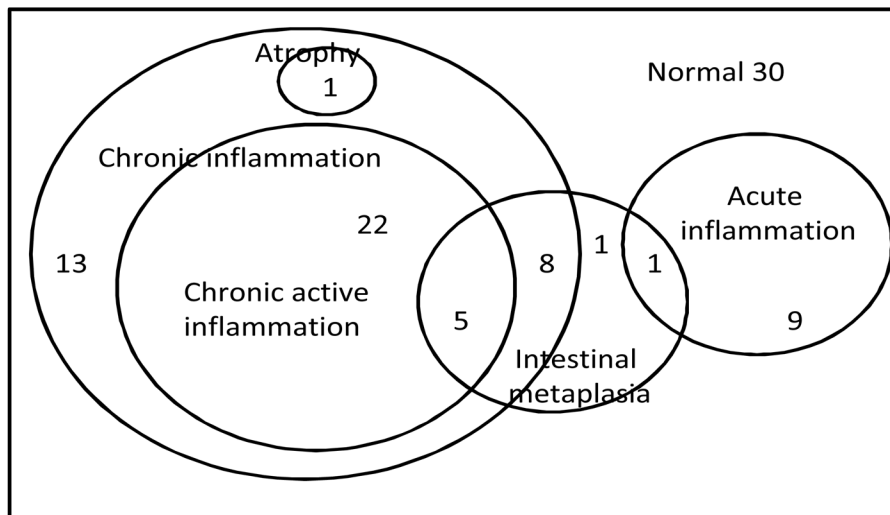 Atrophy
1
Normal 30
Chronic inflammation
Acute
inflammation
22
13
8
1
1
Chronic active
inflammation
5
9
Intestinal
metaplasia